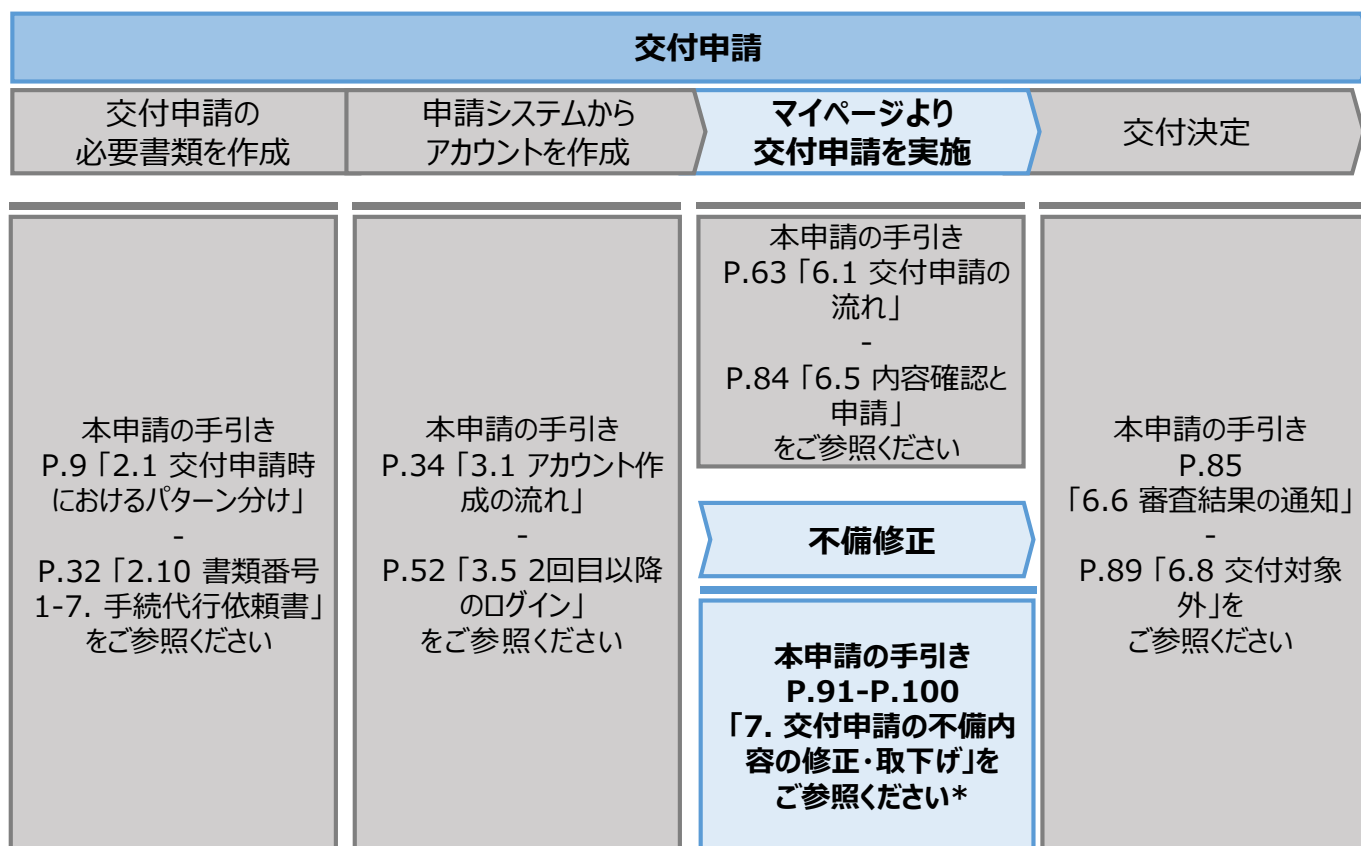 交付申請
交付申請の
必要書類を作成
申請システムから
アカウントを作成
マイページより
交付申請を実施
交付決定
本申請の手引き
P.9「2.1 交付申請時
におけるパターン分け」
-
P.32「2.10 書類番号
1-7. 手続代行依頼書」
をご参照ください
本申請の手引き
P.34「3.1 アカウント作
成の流れ」
-
P.52「3.5 2回目以降
のログイン」
をご参照ください
本申請の手引き
P.63「6.1 交付申請の
流れ」
-
P.84「6.5 内容確認と
申請」
をご参照ください
不備修正
本申請の手引き
P.91-P.100
「7. 交付申請の不備内
容の修正・取下げ」を
ご参照ください*
本申請の手引き
P.85
「6.6 審査結果の通知」
-
P.89「6.8 交付対象
外」を
ご参照ください